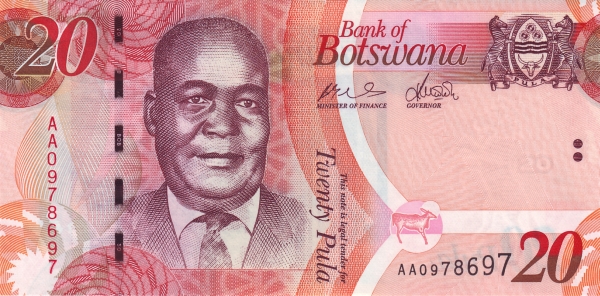 20
Bank of
Botswana
MINISTER OF FINANCE
GOVERNOR
AA0978697
This note is legal tender for
Twenty Pula
AA0978697
20